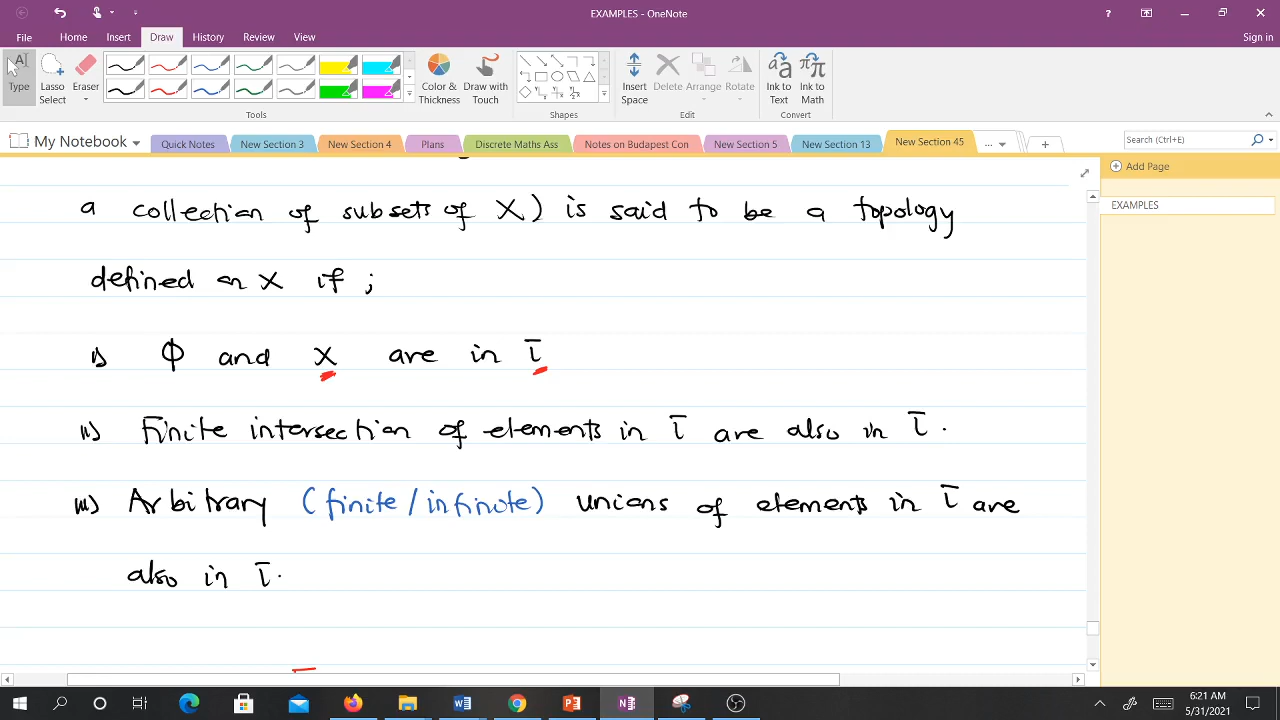 EXAMPLES - OneNote
Sign in
File Home Insert Draw History Review View
Type
Lasso Select
Eraser
Color & Thickness
Draw with Touch
Insert Space
Delete
Arrange
Rotate
Ink to Text
Ink to Math
Tools
Shapes
Edit
Convert
My Notebook
Quick Notes
New Section 3
New Section 4
Plans
Discrete Maths Ass
Notes on Budapest Con
New Section 5
New Section 13
New Section 45
...
Search (Ctrl+E)
Add Page
EXAMPLES
a collection of subsets of X) is said to be a topology
defined on X if ;
i) Φ and X are in τ
ii) Finite intersection of elements in τ are also in τ.
iii) Arbitrary (finite/infinite) unions of elements in τ are
also in τ.
6:21 AM
5/31/2021